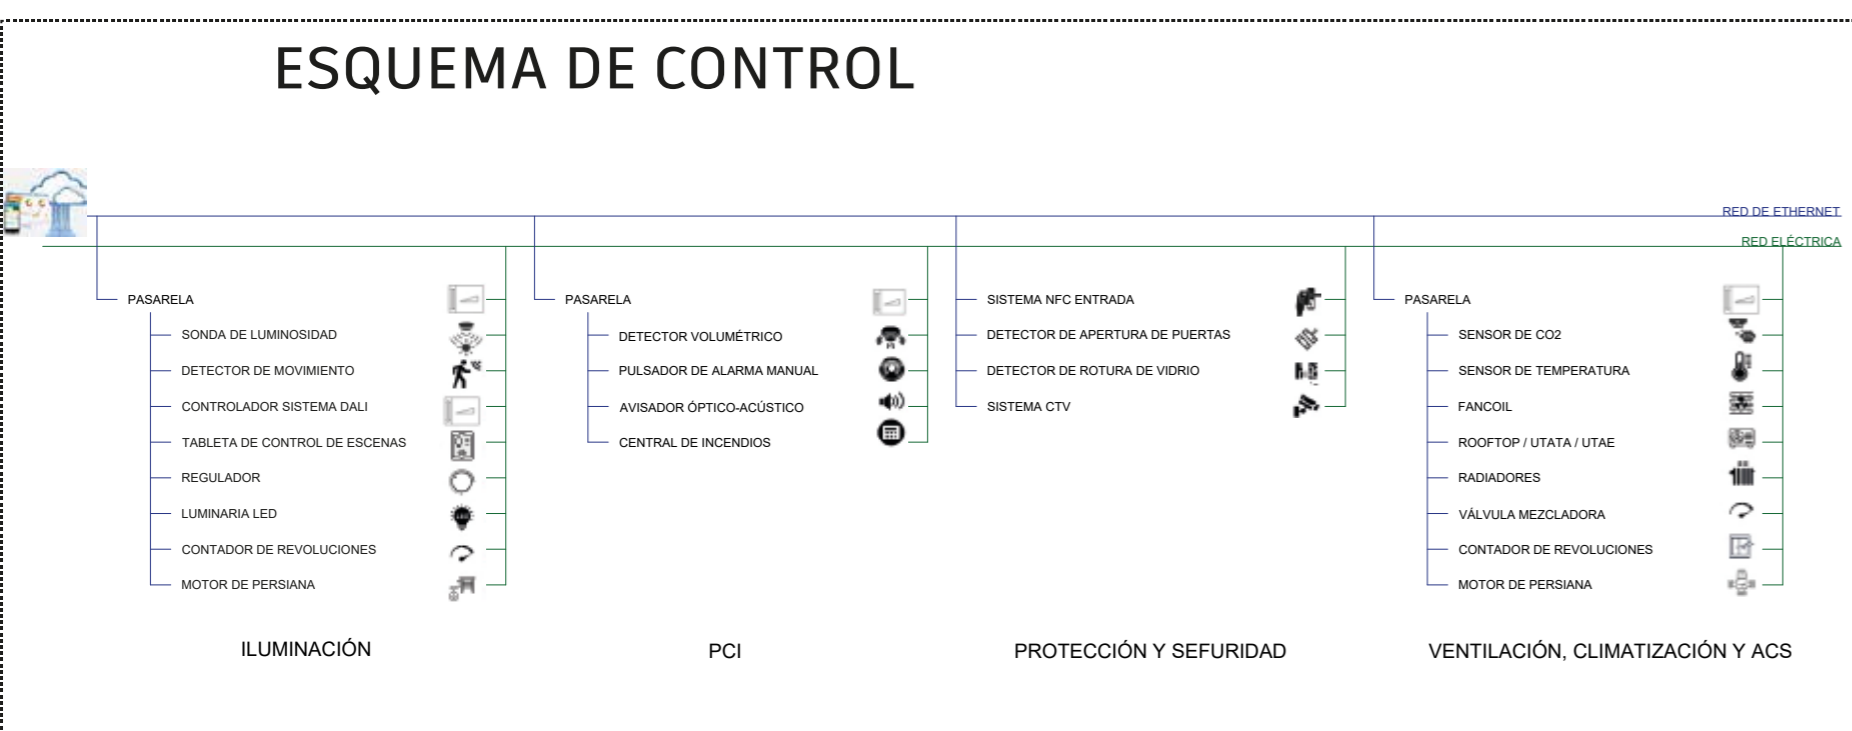 ESQUEMA DE CONTROL
RED DE ETHERNET
RED ELÉCTRICA
PASARELA
SONDA DE LUMINOSIDAD
DETECTOR DE MOVIMIENTO
CONTROLADOR SISTEMA DALI
TABLETA DE CONTROL DE ESCENAS
REGULADOR
LUMINARIA LED
CONTADOR DE REVOLUCIONES
MOTOR DE PERSIANA
ILUMINACIÓN
PASARELA
DETECTOR VOLUMÉTRICO
PULSADOR DE ALARMA MANUAL
AVISADOR ÓPTICO-ACÚSTICO
CENTRAL DE INCENDIOS
PCI
SISTEMA NFC ENTRADA
DETECTOR DE APERTURA DE PUERTAS
DETECTOR DE ROTURA DE VIDRIO
SISTEMA CTV
PROTECCIÓN Y SEFURIDAD
PASARELA
SENSOR DE CO2
SENSOR DE TEMPERATURA
FANCOIL
ROOFTOP / UTATA / UTAE
RADIADORES
VÁLVULA MEZCLADORA
CONTADOR DE REVOLUCIONES
MOTOR DE PERSIANA
VENTILACIÓN, CLIMATIZACIÓN Y ACS